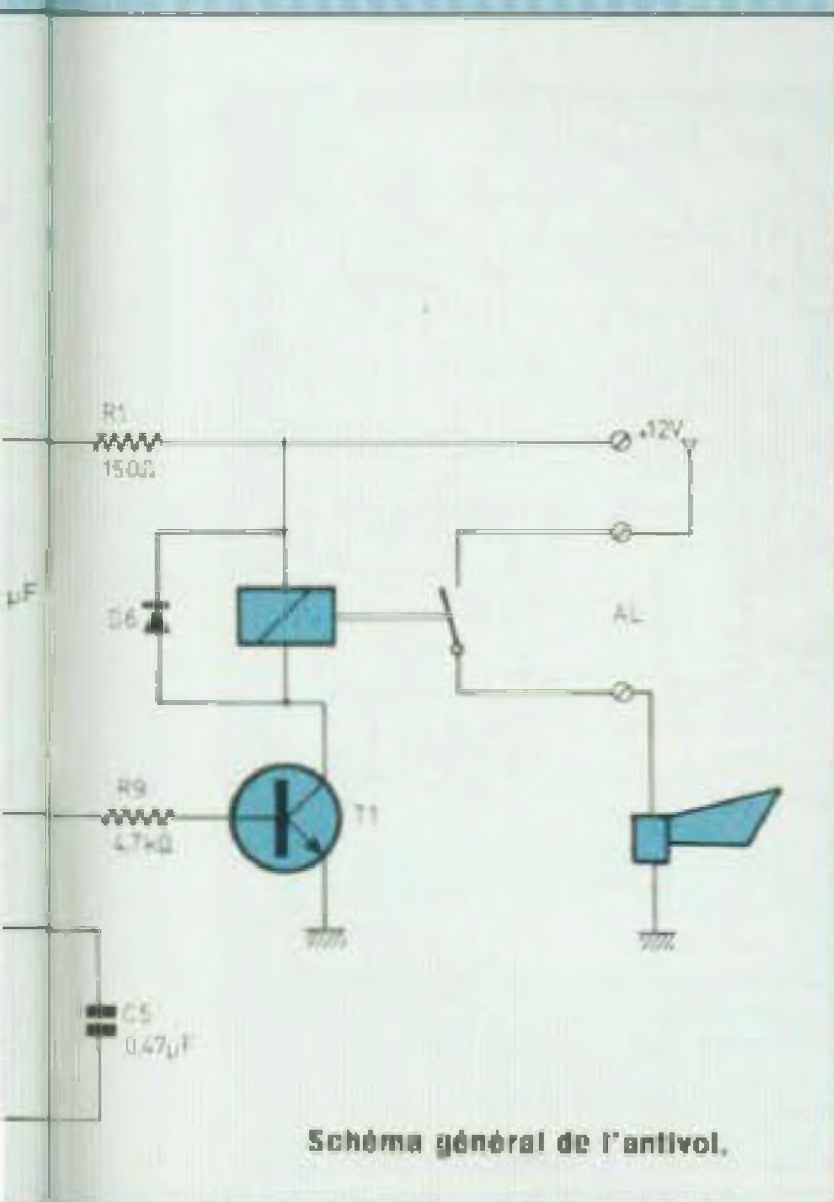 R1
150Ω
+12V
µF
D6
AL
R9
4,7kΩ
T1
C5
0,47µF
Schéma général de l'antivol.